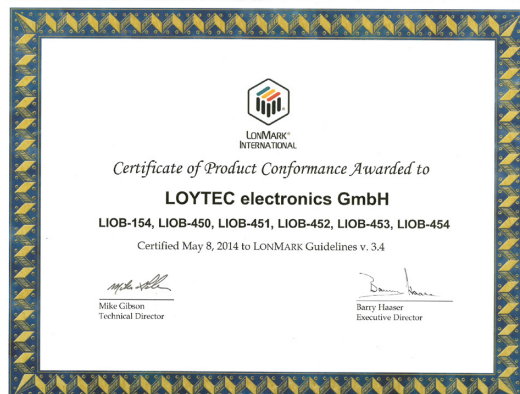 LONMARK®
INTERNATIONAL
Certificate of Product Conformance Awarded to
LOYTEC electronics GmbH
LIOB-154, LIOB-450, LIOB-451, LIOB-452, LIOB-453, LIOB-454
Certified May 8, 2014 to LONMARK Guidelines v. 3.4
Mike Gibson
Technical Director
Barry Haaser
Executive Director